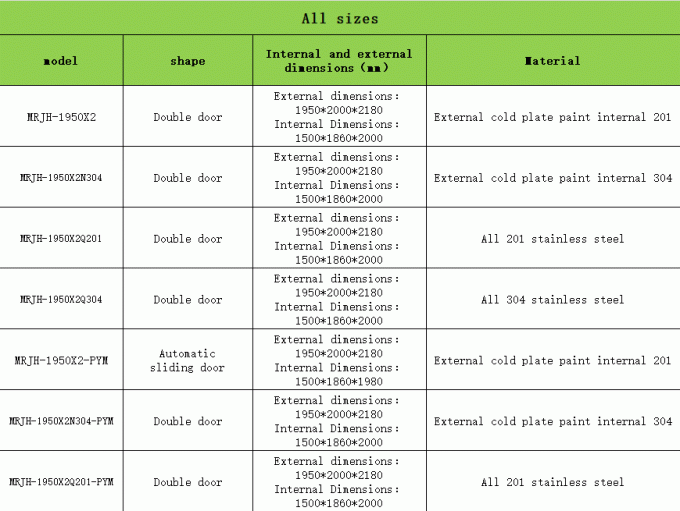 All sizes
model
shape
Internal and external
dimensions（mm）
Material
MRJH-1950X2
Double door
External dimensions:
1950*2000*2180
Internal Dimensions:
1500*1860*2000
External cold plate paint internal 201
MRJH-1950X2N304
Double door
External dimensions:
1950*2000*2180
Internal Dimensions:
1500*1860*2000
External cold plate paint internal 304
MRJH-1950X2Q201
Double door
External dimensions:
1950*2000*2180
Internal Dimensions:
1500*1860*2000
All 201 stainless steel
MRJH-1950X2Q304
Double door
External dimensions:
1950*2000*2180
Internal Dimensions:
1500*1860*2000
All 304 stainless steel
MRJH-1950X2-PYM
Automatic
sliding door
External dimensions:
1950*2000*2180
Internal Dimensions:
1500*1860*1980
External cold plate paint internal 201
MRJH-1950X2N304-PYM
Double door
External dimensions:
1950*2000*2180
Internal Dimensions:
1500*1860*2000
External cold plate paint internal 304
MRJH-1950X2Q201-PYM
Double door
External dimensions:
1950*2000*2180
Internal Dimensions:
1500*1860*2000
All 201 stainless steel